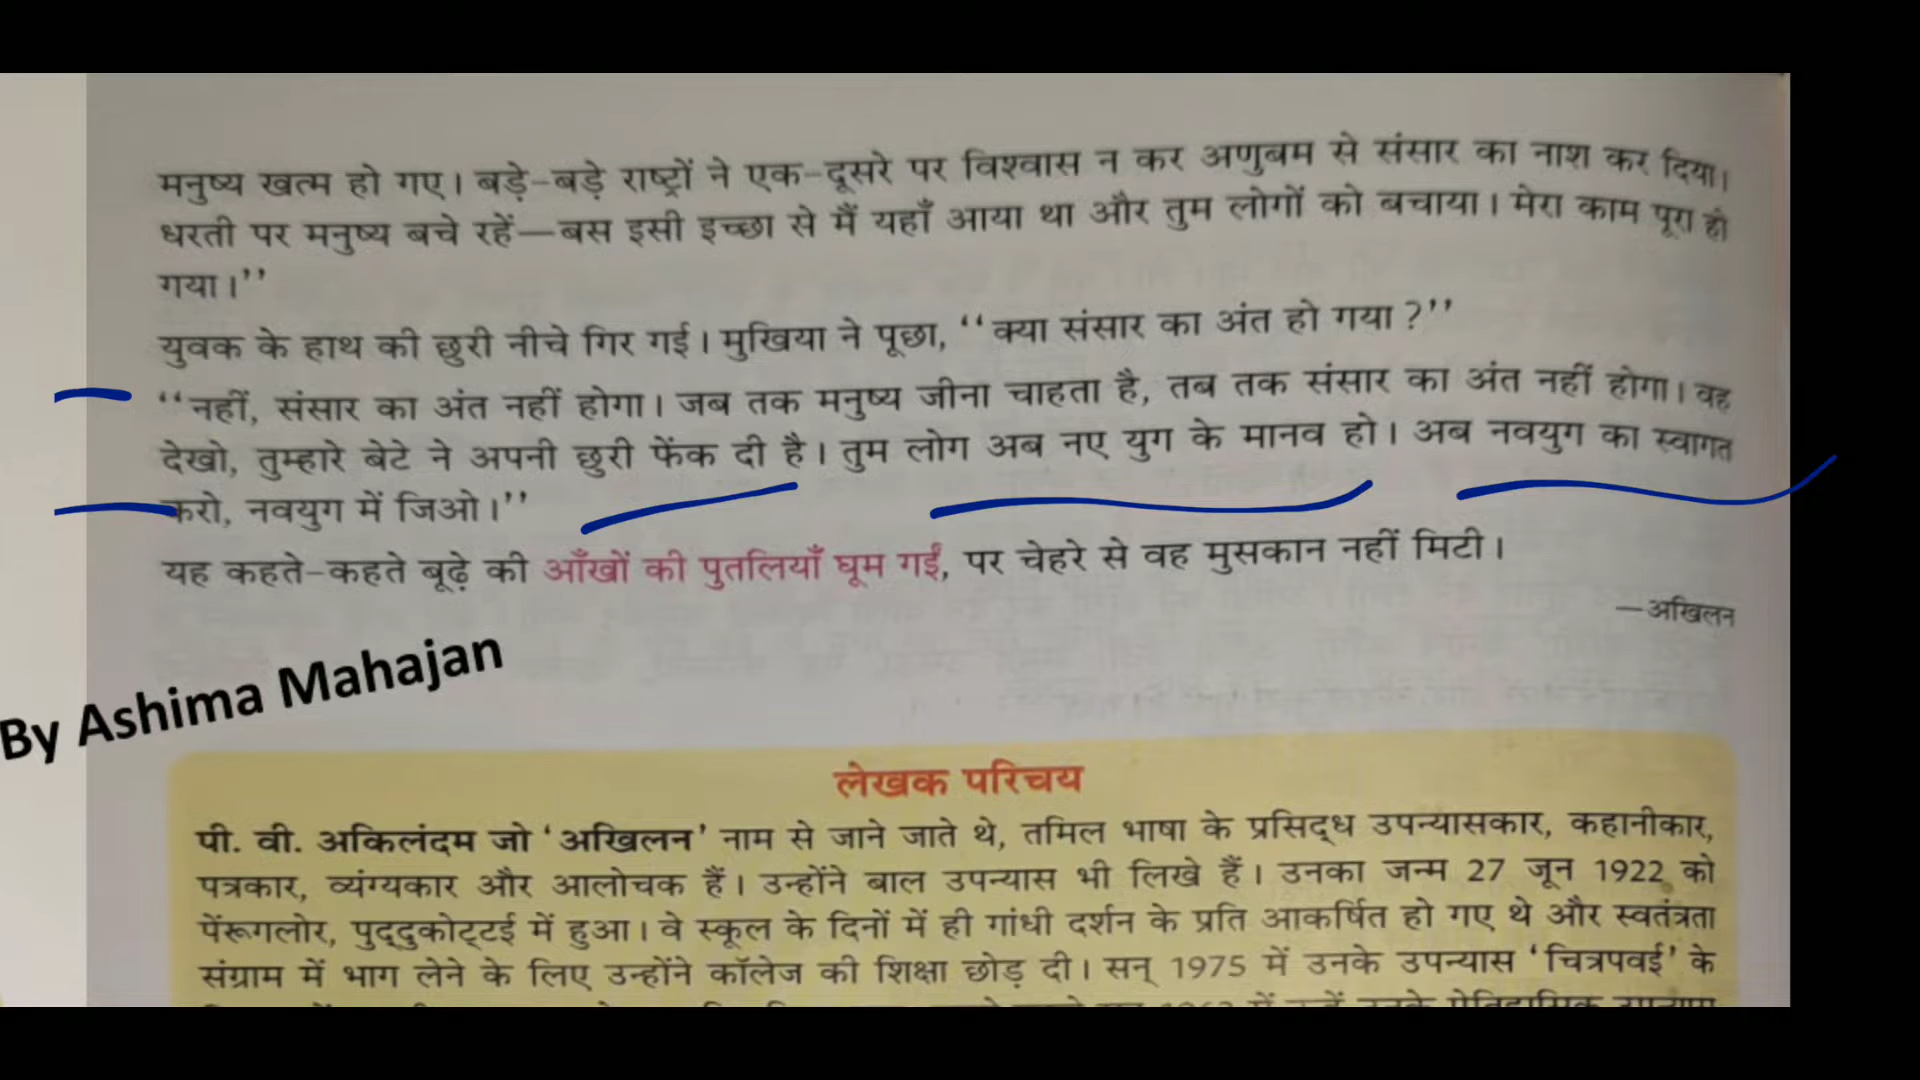 मनुष्य खत्म हो गए। बड़े-बड़े राष्ट्रों ने एक-दूसरे पर विश्वास न कर अणुबम से संसार का नाश कर दिया।
धरती पर मनुष्य बचे रहें—बस इसी इच्छा से मैं यहाँ आया था और तुम लोगों को बचाया। मेरा काम पूरा हो
गया।’’
युवक के हाथ की छुरी नीचे गिर गई। मुखिया ने पूछा, ‘‘क्या संसार का अंत हो गया?’’
‘‘नहीं, संसार का अंत नहीं होगा। जब तक मनुष्य जीना चाहता है, तब तक संसार का अंत नहीं होगा। वह
देखो, तुम्हारे बेटे ने अपनी छुरी फेंक दी है। तुम लोग अब नए युग के मानव हो। अब नवयुग का स्वागत
करो, नवयुग में जिओ।’’
यह कहते-कहते बूढ़े की आँखों की पुतलियाँ घूम गईं, पर चेहरे से वह मुसकान नहीं मिटी।
—अखिलन
By Ashima Mahajan
लेखक परिचय
पी. वी. अकिलंदम जो ‘अखिलन’ नाम से जाने जाते थे, तमिल भाषा के प्रसिद्ध उपन्यासकार, कहानीकार,
पत्रकार, व्यंग्यकार और आलोचक हैं। उन्होंने बाल उपन्यास भी लिखे हैं। उनका जन्म 27 जून 1922 को
पेंरूगलोर, पुद्दुकोट्टई में हुआ। वे स्कूल के दिनों में ही गांधी दर्शन के प्रति आकर्षित हो गए थे और स्वतंत्रता
संग्राम में भाग लेने के लिए उन्होंने कॉलेज की शिक्षा छोड़ दी। सन् 1975 में उनके उपन्यास ‘चित्रपवई’ के